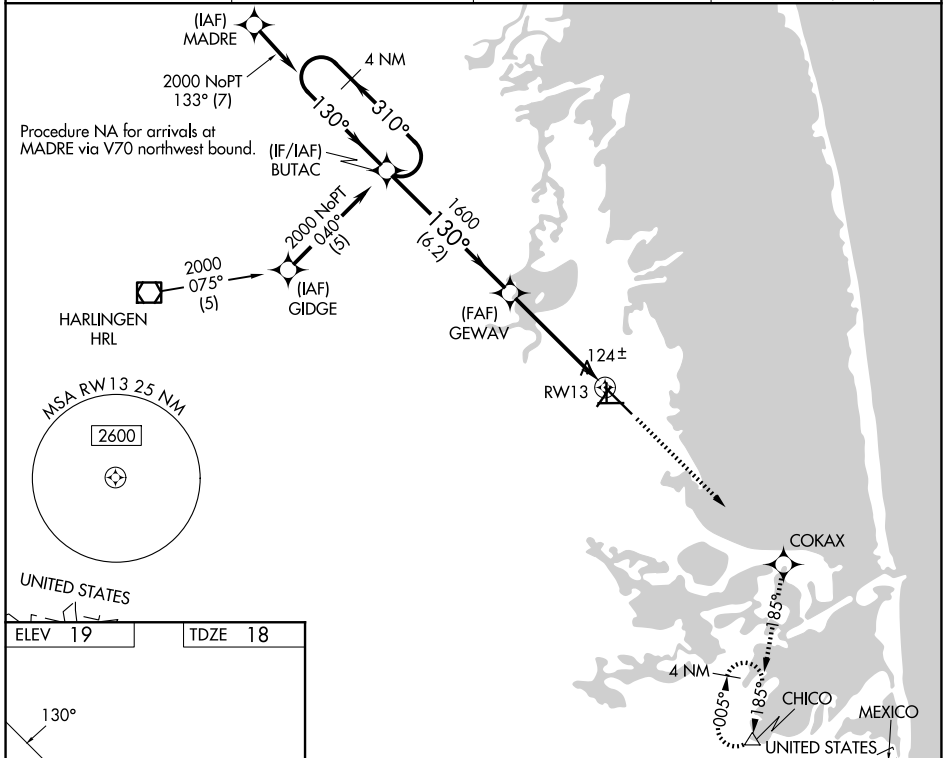 (IAF)
MADRE
2000 NoPT
133° (7)
4 NM
310°
130°
Procedure NA for arrivals at
MADRE via V70 northwest bound.
(IF/IAF)
BUTAC
2000 NoPT
040°
(5)
1600
130°
(6.2)
2000
075°
(5)
(IAF)
GIDGE
HARLINGEN
HRL
(FAF)
GEWAV
124±
RW13
MSA RW13 25 NM
2600
COKAX
185°
UNITED STATES
ELEV 19
TDZE 18
130°
4 NM
005°
185°
CHICO
MEXICO
UNITED STATES